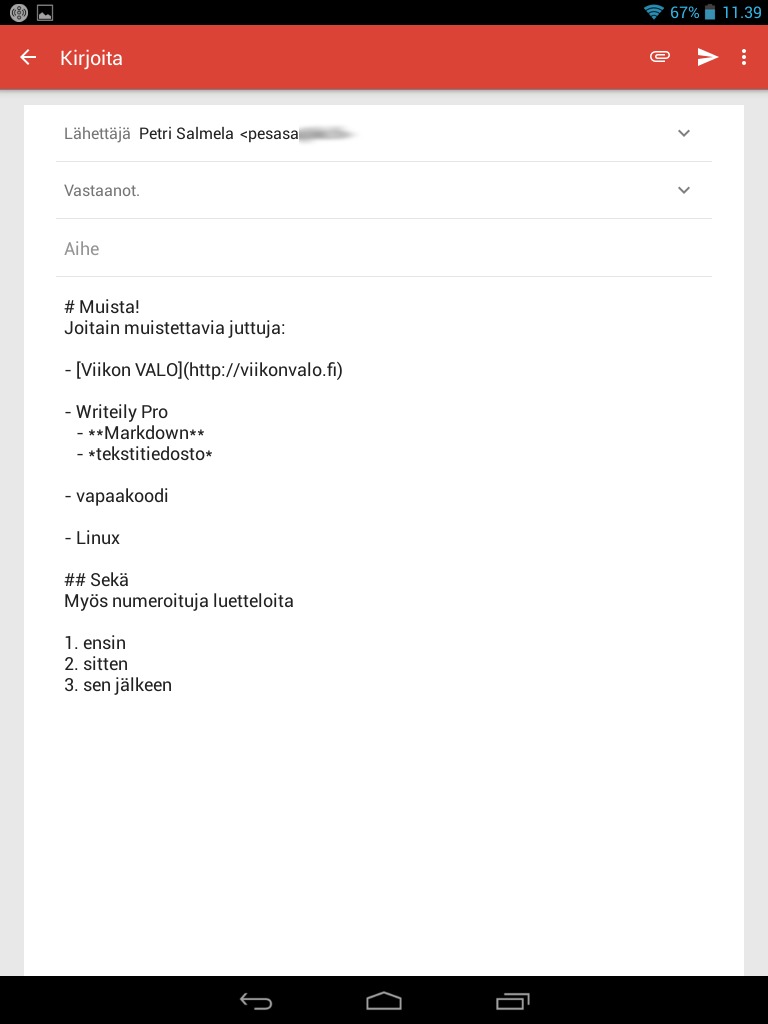 67% 11.39
Kirjoita
Lähettäjä Petri Salmela <pesasa
Vastaanot.
Aihe
# Muista!
Joitain muistettavia juttuja:
- [Viikon VALO](http://viikonvalo.fi)
- Writeily Pro
- **Markdown**
- *tekstitiedosto*
- vapaakoodi
- Linux
## Sekä
Myös numeroituja luetteloita
1. ensin
2. sitten
3. sen jälkeen